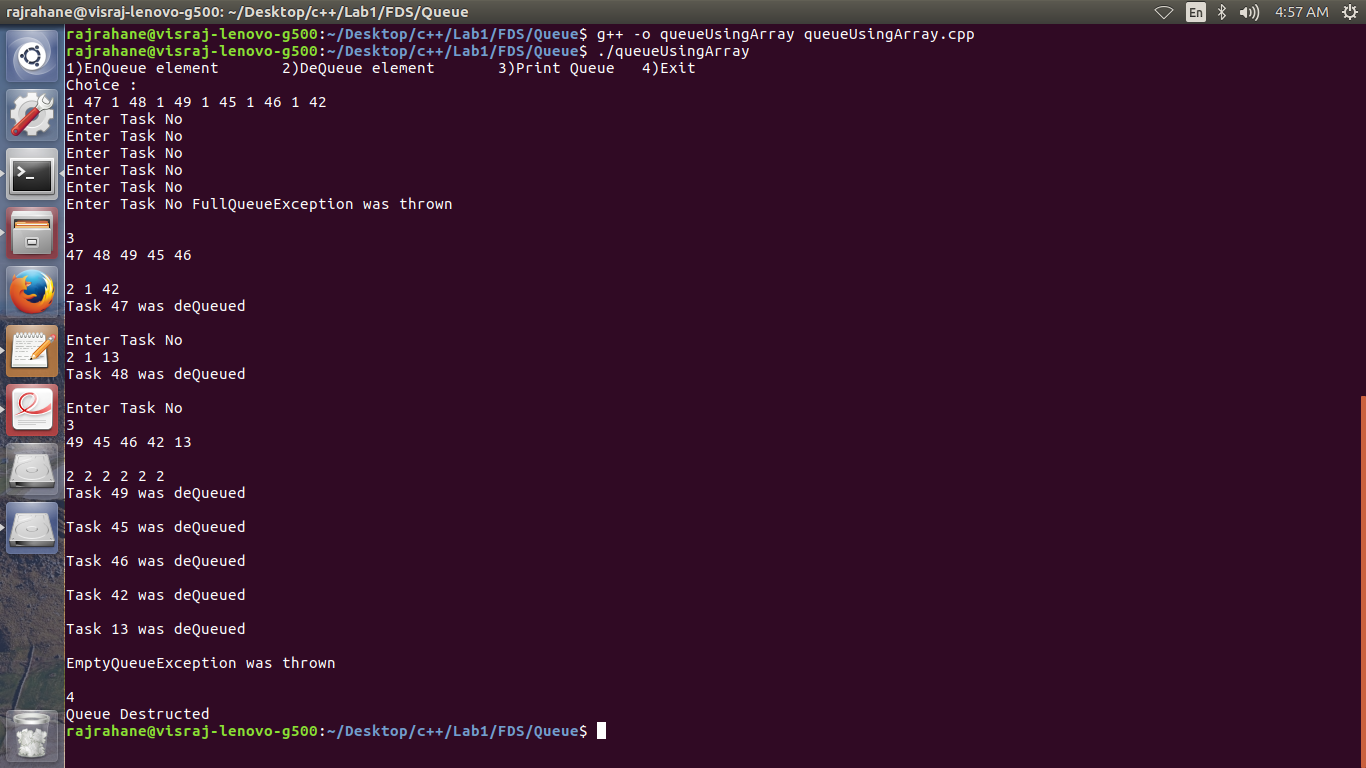 rajrahane@visraj-lenovo-g500: ~/Desktop/c++/Lab1/FDS/Queue
En
4:57 AM
rajrahane@visraj-lenovo-g500:~/Desktop/c++/Lab1/FDS/Queue$ g++ -o queueUsingArray queueUsingArray.cpp
rajrahane@visraj-lenovo-g500:~/Desktop/c++/Lab1/FDS/Queue$ ./queueUsingArray
1)EnQueue element       2)DeQueue element       3)Print Queue   4)Exit
Choice :
1 47 1 48 1 49 1 45 1 46 1 42
Enter Task No
Enter Task No
Enter Task No
Enter Task No
Enter Task No
Enter Task No FullQueueException was thrown
3
47 48 49 45 46
2 1 42
Task 47 was deQueued
Enter Task No
2 1 13
Task 48 was deQueued
Enter Task No
3
49 45 46 42 13
2 2 2 2 2 2
Task 49 was deQueued
Task 45 was deQueued
Task 46 was deQueued
Task 42 was deQueued
Task 13 was deQueued
EmptyQueueException was thrown
4
Queue Destructed
rajrahane@visraj-lenovo-g500:~/Desktop/c++/Lab1/FDS/Queue$